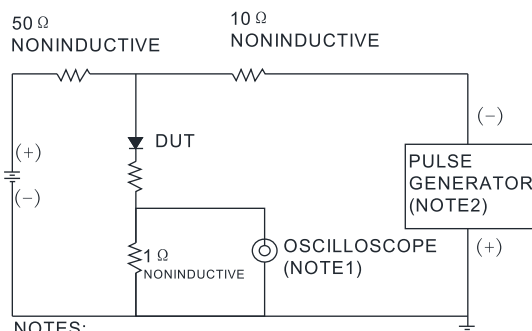 50 Ω
NONINDUCTIVE
10 Ω
NONINDUCTIVE
(+)
(−)
DUT
(−)
PULSE
GENERATOR
(NOTE2)
(+)
1 Ω
NONINDUCTIVE
OSCILLOSCOPE
(NOTE1)
NOTES: